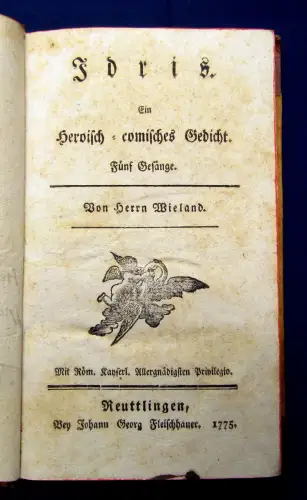 Idris.
Ein
Heroisch-comisches Gedicht.
Fünf Gesänge.
Von Herrn Wieland.
Mit Röm. Kayserl. Allergnädigsten Privilegio.
Reuttlingen,
Bey Johann Georg Fleischhauer. 1775.